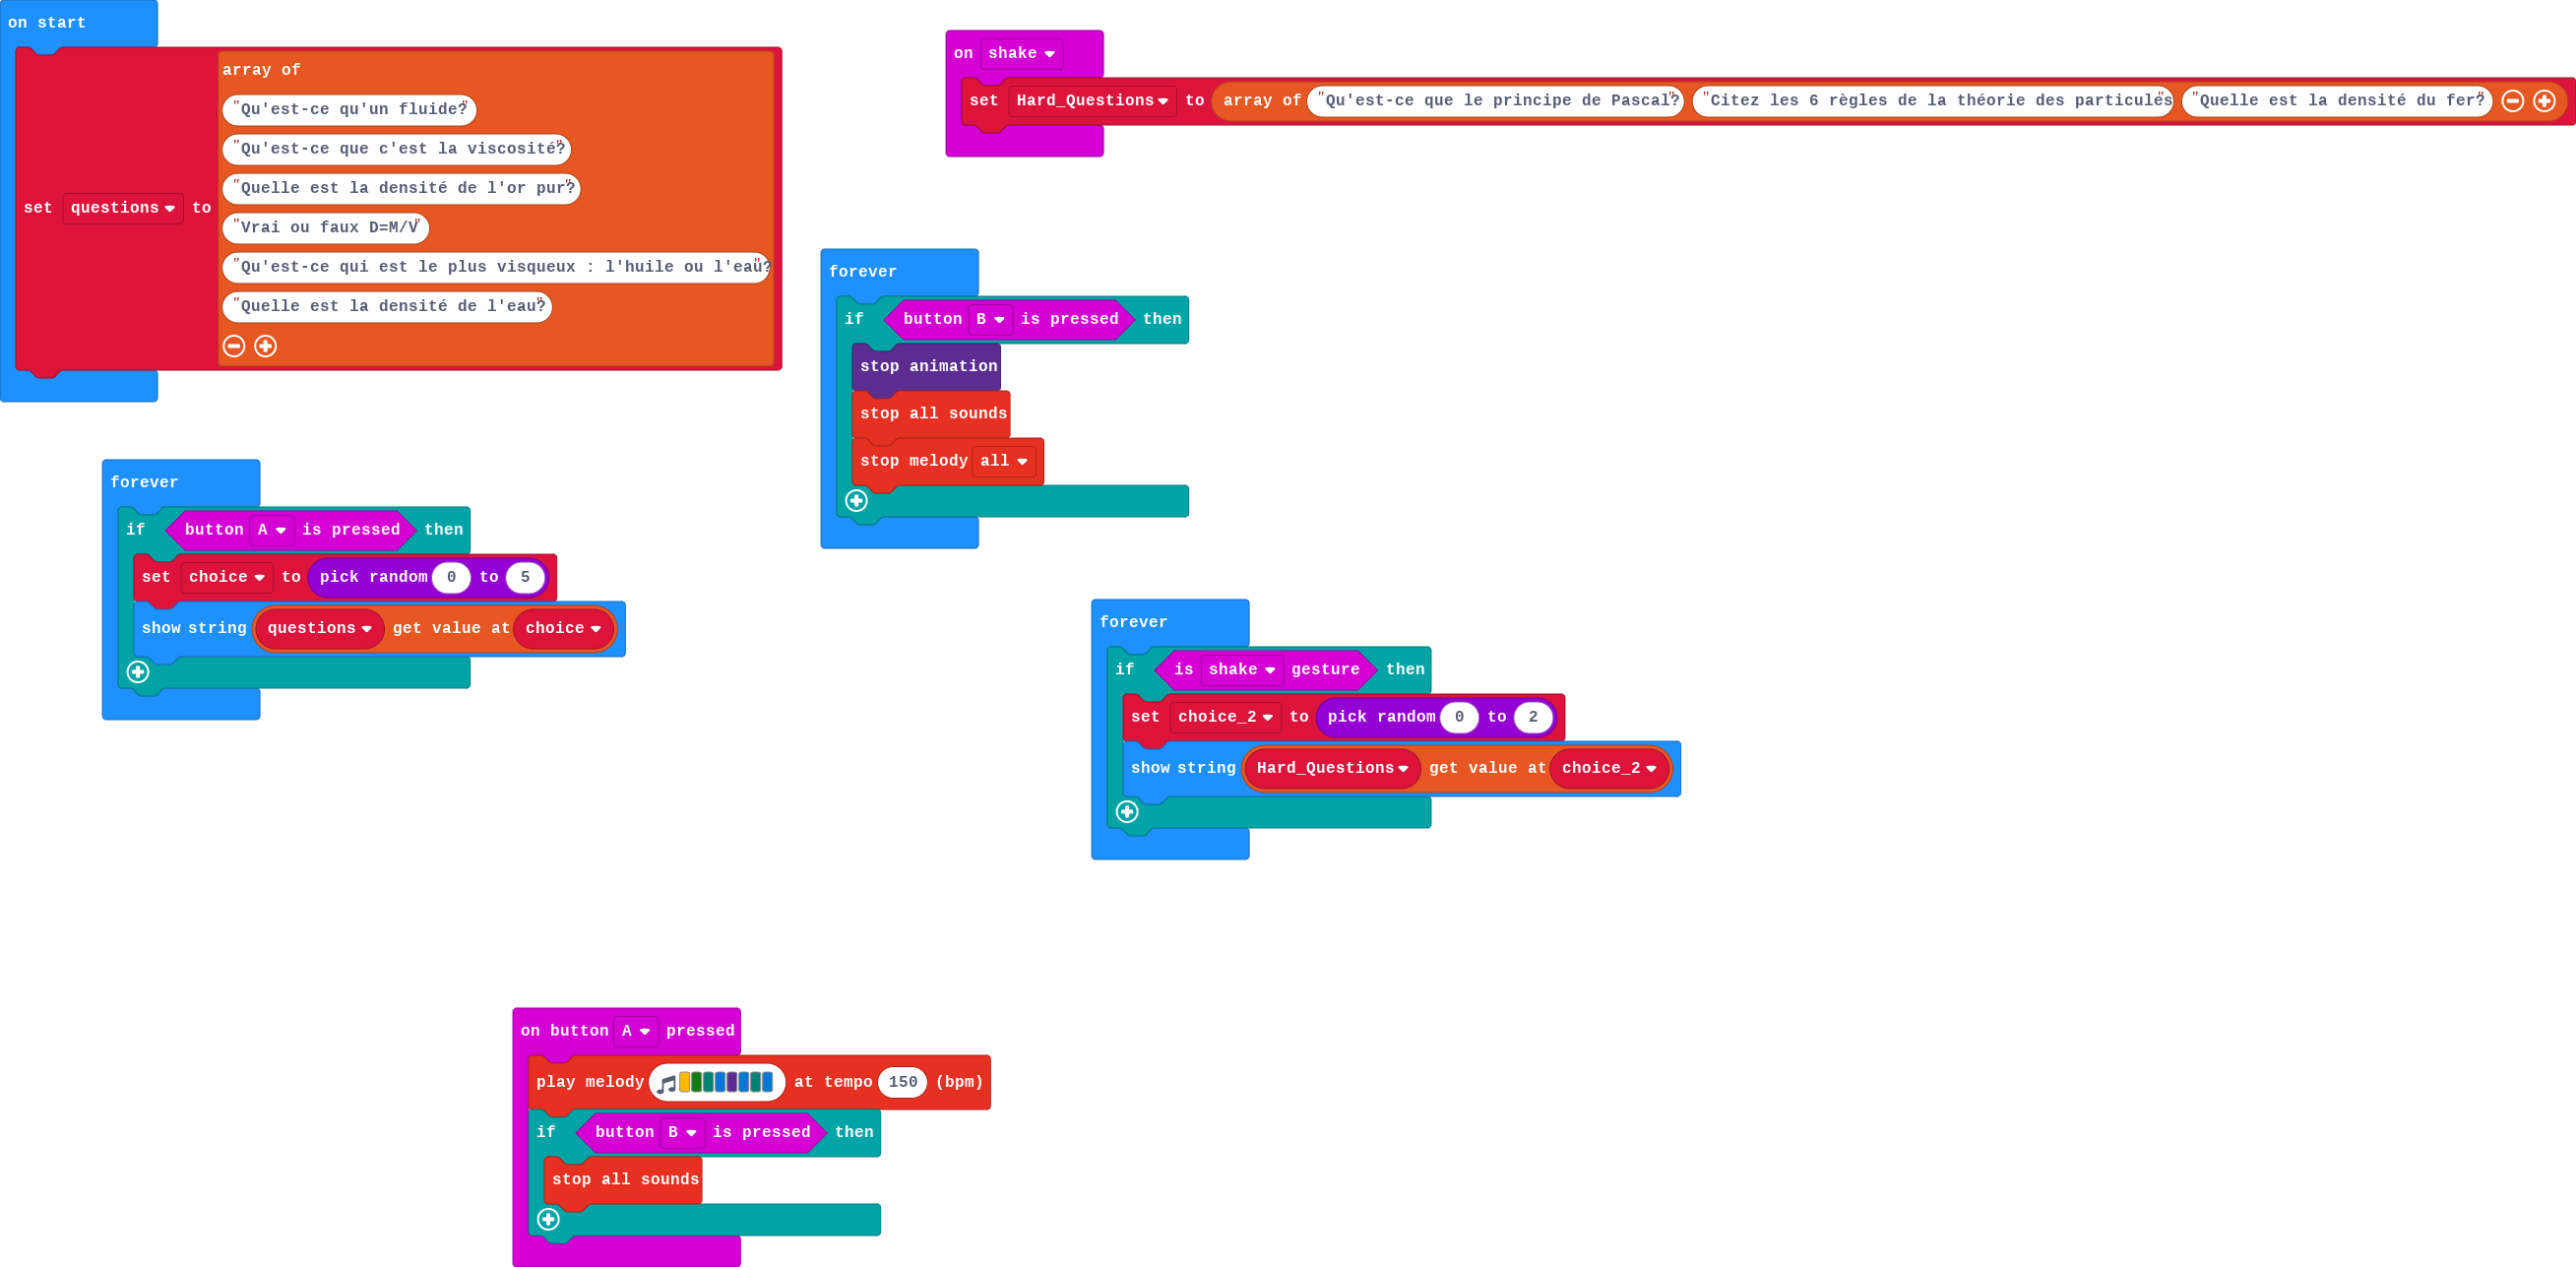 on start
set questions to array of
"Qu'est-ce qu'un fluide?"
"Qu'est-ce que c'est la viscosité?"
"Quelle est la densité de l'or pur?"
"Vrai ou faux D=M/V"
"Qu'est-ce qui est le plus visqueux : l'huile ou l'eau?"
"Quelle est la densité de l'eau?"
on shake
set Hard_Questions to array of "Qu'est-ce que le principe de Pascal?" "Citez les 6 règles de la théorie des particules" "Quelle est la densité du fer?"
forever
if button B is pressed then
stop animation
stop all sounds
stop melody all
forever
if button A is pressed then
set choice to pick random 0 to 5
show string questions get value at choice
forever
if is shake gesture then
set choice_2 to pick random 0 to 2
show string Hard_Questions get value at choice_2
on button A pressed
play melody at tempo 150 (bpm)
if button B is pressed then
stop all sounds